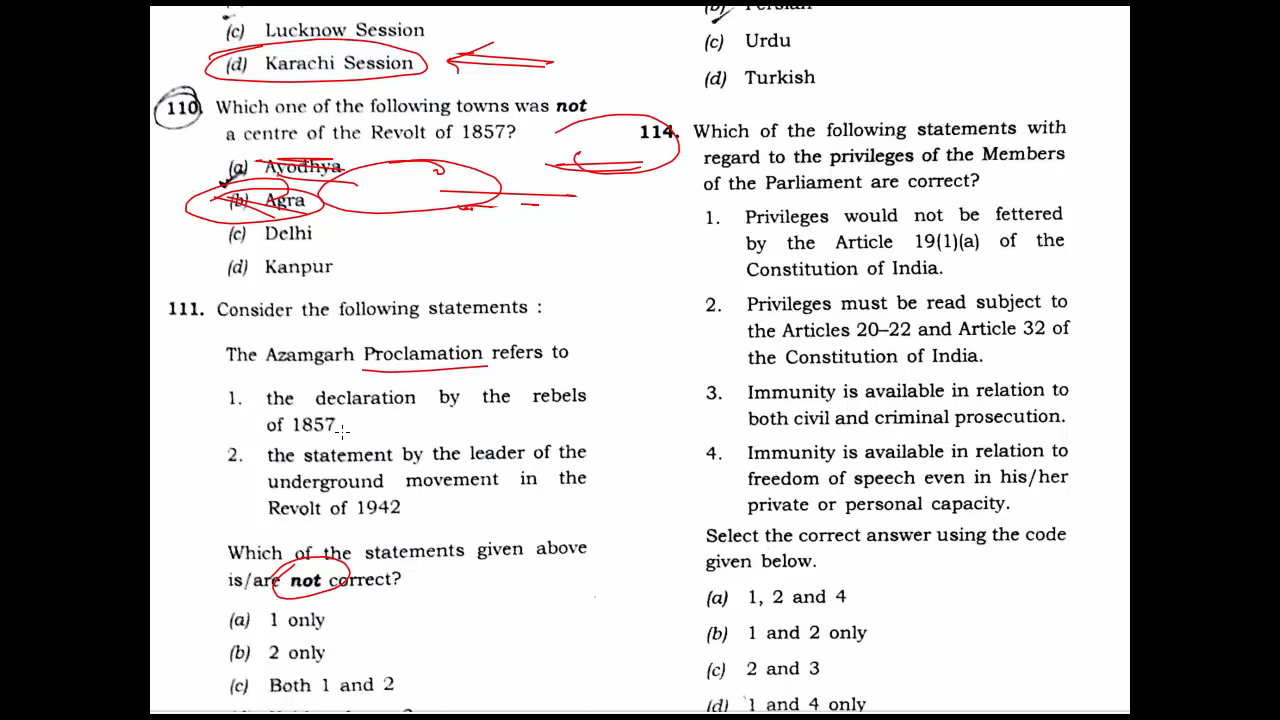 (c) Lucknow Session
(d) Karachi Session
110. Which one of the following towns was not
a centre of the Revolt of 1857?
(a) Ayodhya
(b) Agra
(c) Delhi
(d) Kanpur
111. Consider the following statements :
The Azamgarh Proclamation refers to
1. the declaration by the rebels
of 1857
2. the statement by the leader of the
underground movement in the
Revolt of 1942
Which of the statements given above
is/are not correct?
(a) 1 only
(b) 2 only
(c) Both 1 and 2
(b) Persian
(c) Urdu
(d) Turkish
114. Which of the following statements with
regard to the privileges of the Members
of the Parliament are correct?
1. Privileges would not be fettered
by the Article 19(1)(a) of the
Constitution of India.
2. Privileges must be read subject to
the Articles 20–22 and Article 32 of
the Constitution of India.
3. Immunity is available in relation to
both civil and criminal prosecution.
4. Immunity is available in relation to
freedom of speech even in his/her
private or personal capacity.
Select the correct answer using the code
given below.
(a) 1, 2 and 4
(b) 1 and 2 only
(c) 2 and 3
(d) 1 and 4 only